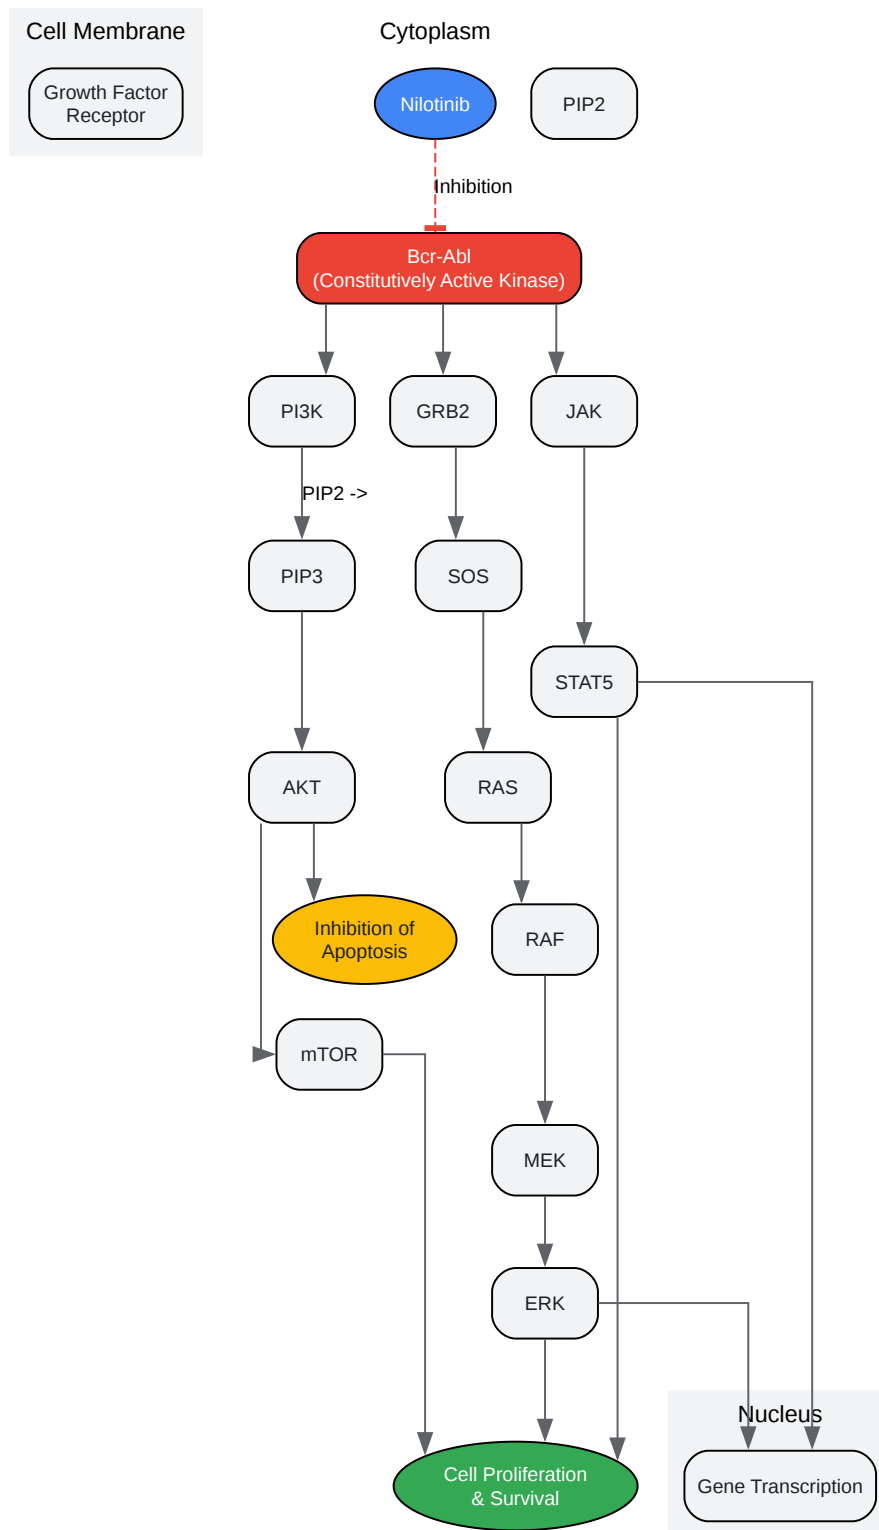 Cell Membrane
Cytoplasm
Growth Factor
Receptor
Nilotinib
PIP2
Inhibition
Bcr-Abl
(Constitutively Active Kinase)
PI3K
GRB2
JAK
PIP2 ->
PIP3
SOS
STAT5
AKT
RAS
Inhibition of
Apoptosis
RAF
mTOR
MEK
ERK
Nucleus
Cell Proliferation
& Survival
Gene Transcription